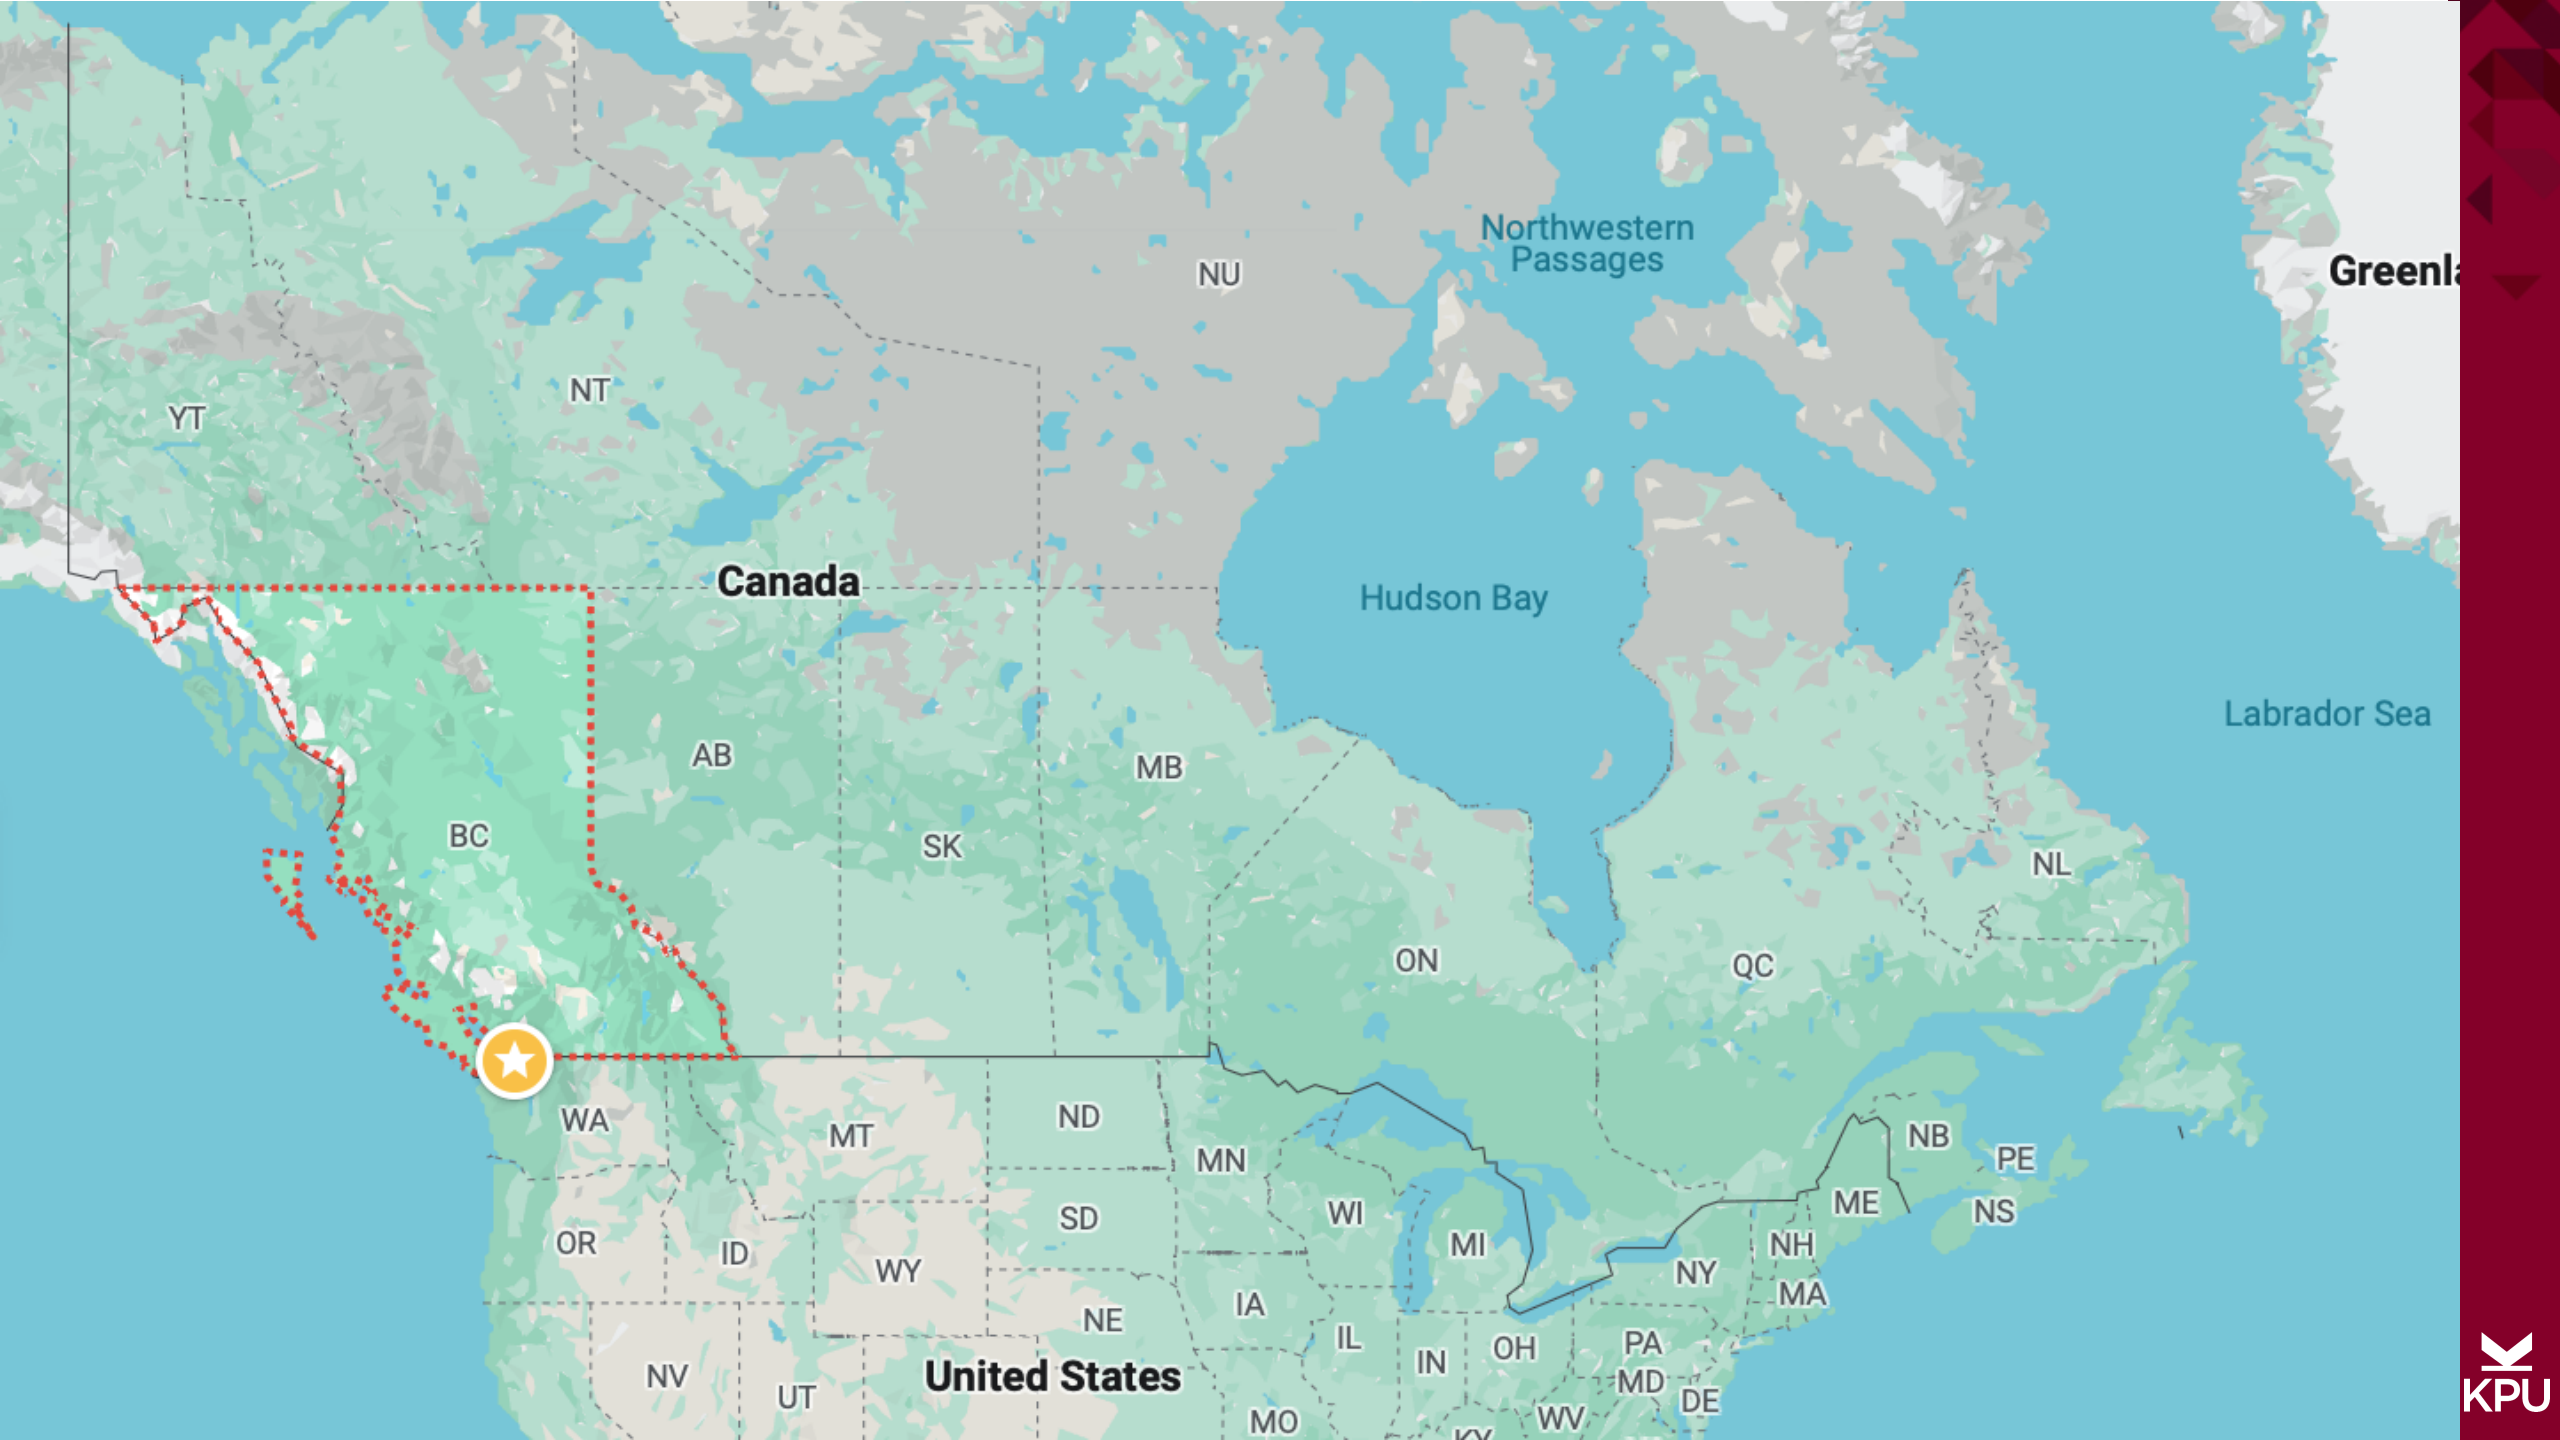 Northwestern
Passages
Greenla
NU
NT
YT
Canada
Hudson Bay
Labrador Sea
AB
MB
BC
SK
NL
ON
QC
WA
ND
MT
MN
NB
PE
ME
NS
SD
WI
OR
ID
MI
NH
WY
NY
MA
IA
NE
IL
OH
PA
IN
NV
United States
UT
MD
DE
MO
WV
KY
KPU